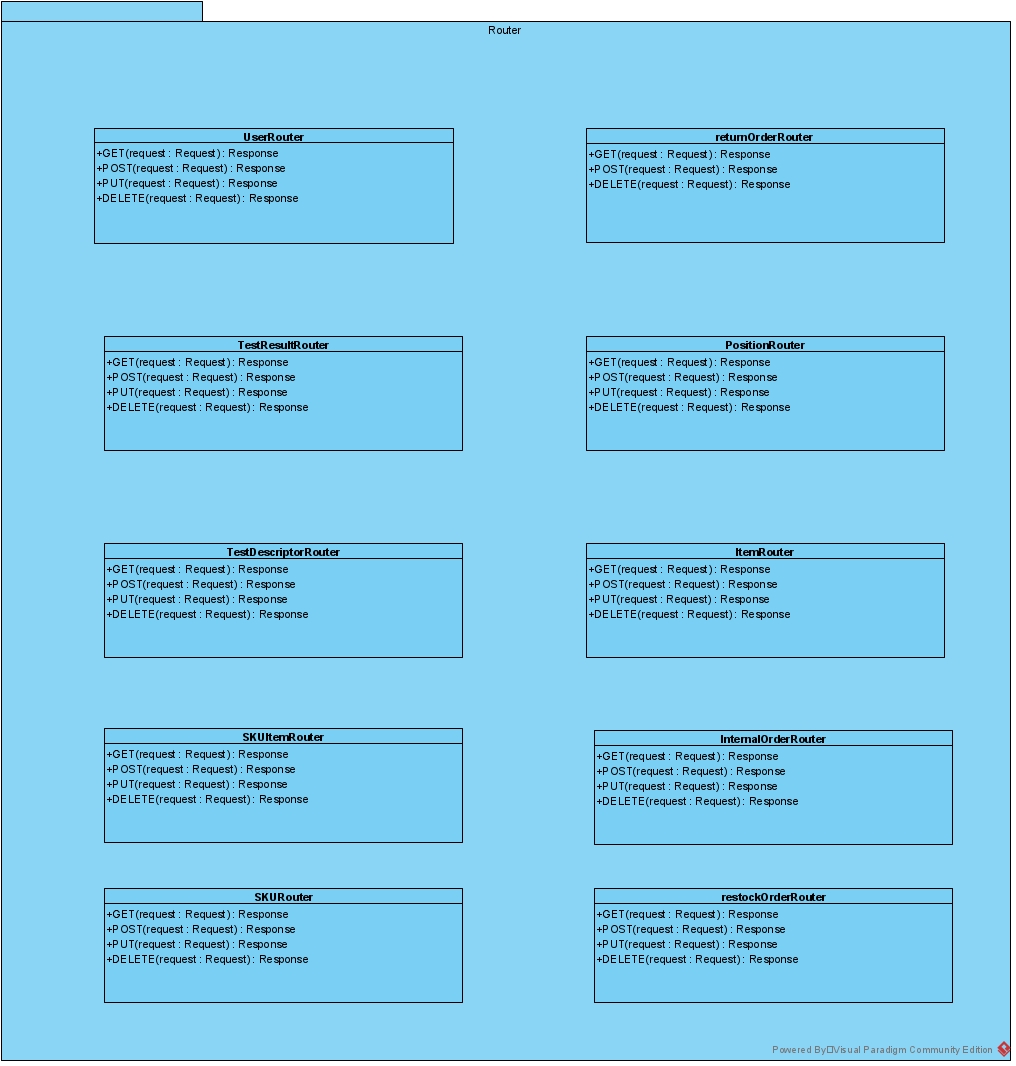 Router
UserRouter
+GET(request : Request) : Response
+POST(request : Request) : Response
+PUT(request : Request) : Response
+DELETE(request : Request) : Response
returnOrderRouter
+GET(request : Request) : Response
+POST(request : Request) : Response
+DELETE(request : Request) : Response
TestResultRouter
+GET(request : Request) : Response
+POST(request : Request) : Response
+PUT(request : Request) : Response
+DELETE(request : Request) : Response
PositionRouter
+GET(request : Request) : Response
+POST(request : Request) : Response
+PUT(request : Request) : Response
+DELETE(request : Request) : Response
TestDescriptorRouter
+GET(request : Request) : Response
+POST(request : Request) : Response
+PUT(request : Request) : Response
+DELETE(request : Request) : Response
ItemRouter
+GET(request : Request) : Response
+POST(request : Request) : Response
+PUT(request : Request) : Response
+DELETE(request : Request) : Response
SKUItemRouter
+GET(request : Request) : Response
+POST(request : Request) : Response
+PUT(request : Request) : Response
+DELETE(request : Request) : Response
InternalOrderRouter
+GET(request : Request) : Response
+POST(request : Request) : Response
+PUT(request : Request) : Response
+DELETE(request : Request) : Response
SKURouter
+GET(request : Request) : Response
+POST(request : Request) : Response
+PUT(request : Request) : Response
+DELETE(request : Request) : Response
restockOrderRouter
+GET(request : Request) : Response
+POST(request : Request) : Response
+PUT(request : Request) : Response
+DELETE(request : Request) : Response
Powered By□Visual Paradigm Community Edition